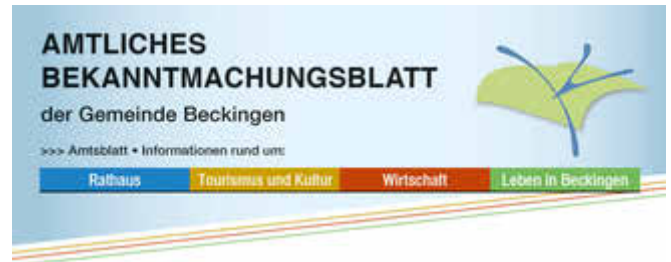 AMTLICHES
BEKANNTMACHUNGSBLATT
der Gemeinde Beckingen
>>> Amtsblatt • Informationen rund um:
Rathaus Tourismus und Kultur Wirtschaft Leben in Beckingen